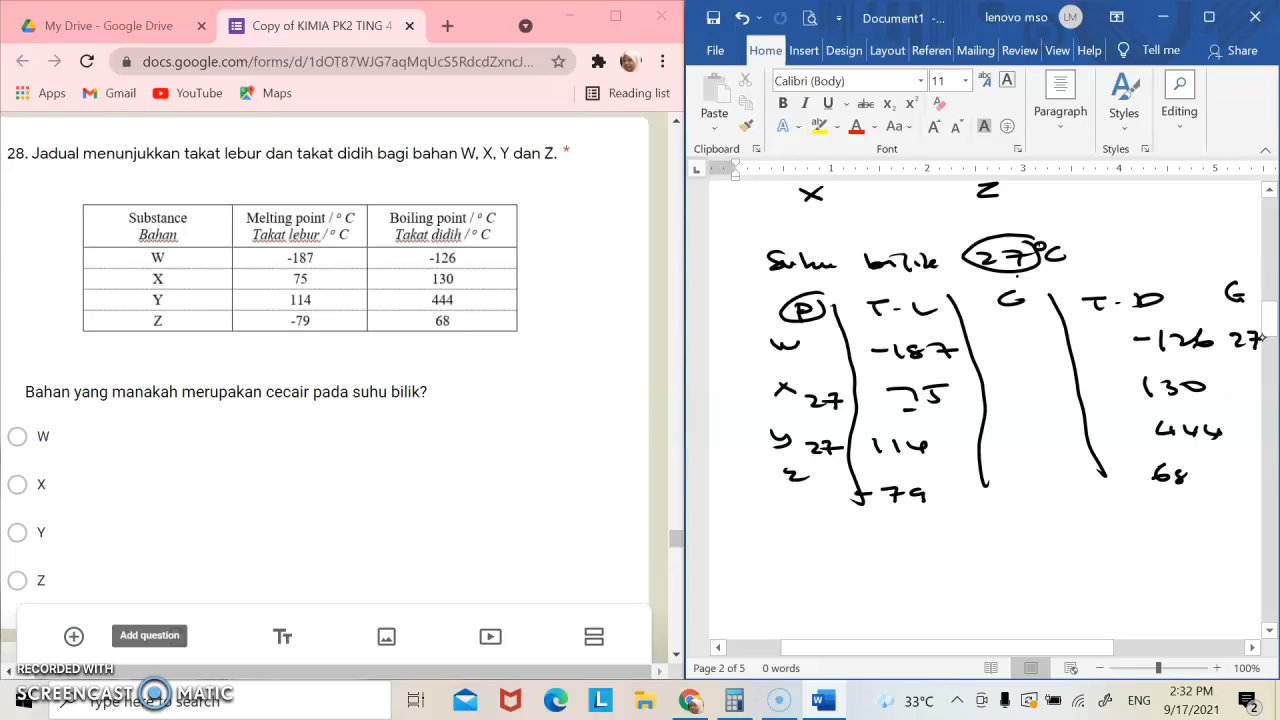 My Drive - Google Drive
Copy of KIMIA PK2 TING 4
docs.google.com/forms/d/1dOT87WJG7aqMqUcS5RdcdZxncJ...
Apps
Gmail
YouTube
Maps
Reading list
28. Jadual menunjukkan takat lebur dan takat didih bagi bahan W, X, Y dan Z. *
Substance Bahan | Melting point / °C Takat lebur / °C | Boiling point / °C Takat didih / °C
W -187 -126
X 75 130
Y 114 444
Z -79 68
Bahan yang manakah merupakan cecair pada suhu bilik?
W
X
Y
Z
Add question
RECORDED WITH
SCREENCAST MATIC
Type here to search
Document1 -...
lenovo mso
LM
File Home Insert Design Layout Referen Mailing Review View Help Tell me Share
Calibri (Body) 11
Paste
Paragraph
Styles
Editing
Clipboard
Font
Styles
1 2 3 4 5
X Z
Suhu bilik 27°C
P T.L C T.D G
W -187 -126 27
X 27 75 130
Y 27 114 444
Z -79 68
Page 2 of 5 0 words
100%
33°C
ENG
2:32 PM
9/17/2021
2